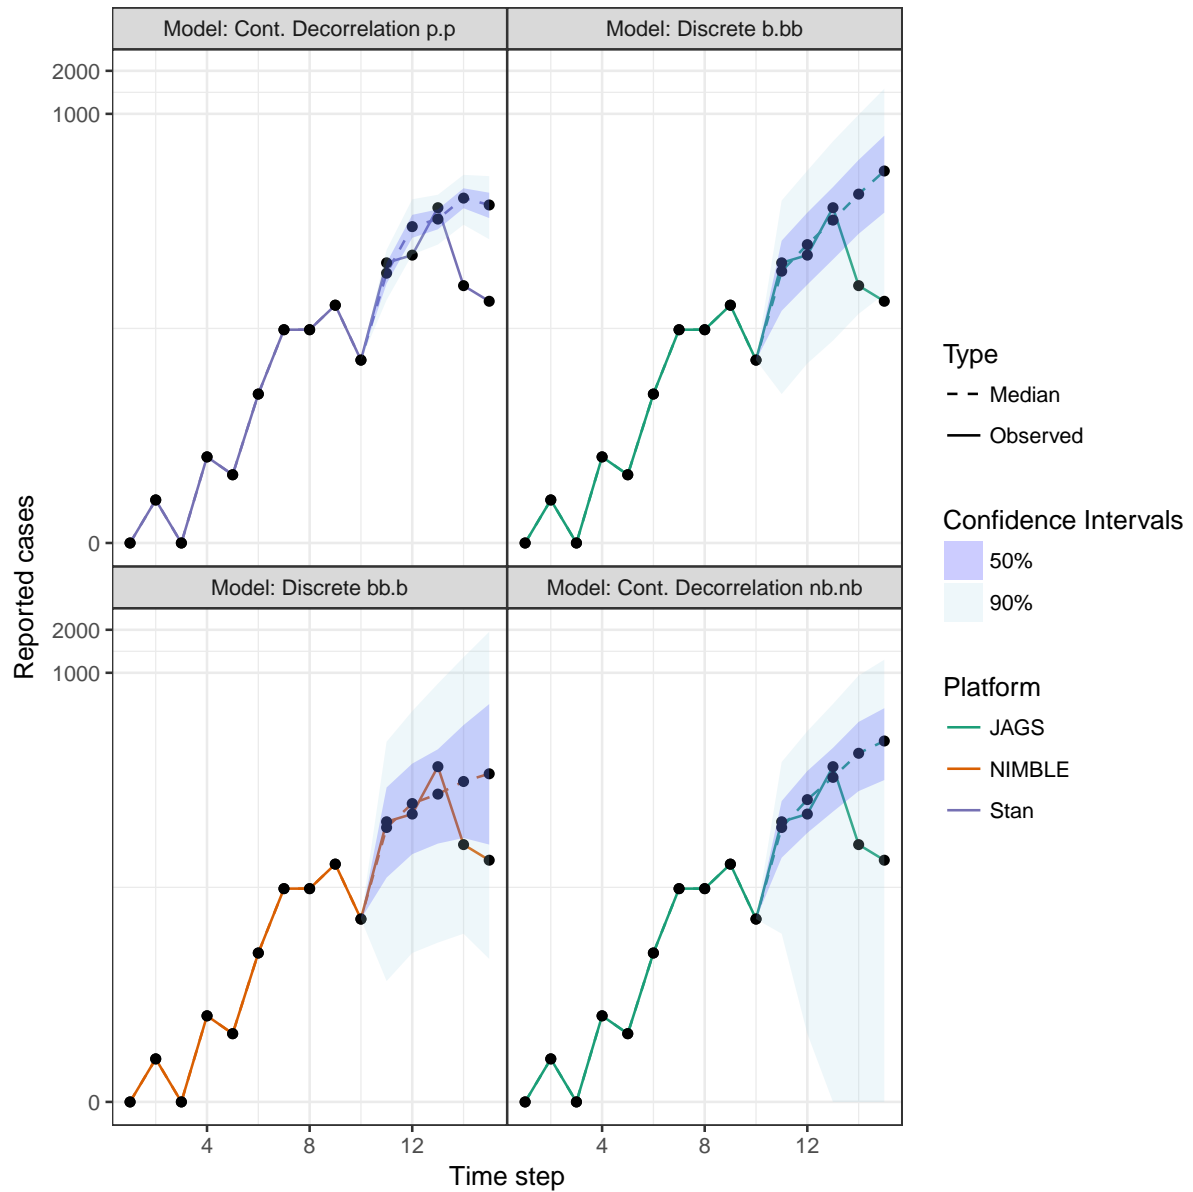 Model: Cont. Decorrelation p.p
Model: Discrete b.bb
2000
1000
0
Model: Discrete bb.b
Model: Cont. Decorrelation nb.nb
2000
1000
0
4
8
12
4
8
12
Time step
Reported cases
Type
Median
Observed
Confidence Intervals
50%
90%
Platform
JAGS
NIMBLE
Stan